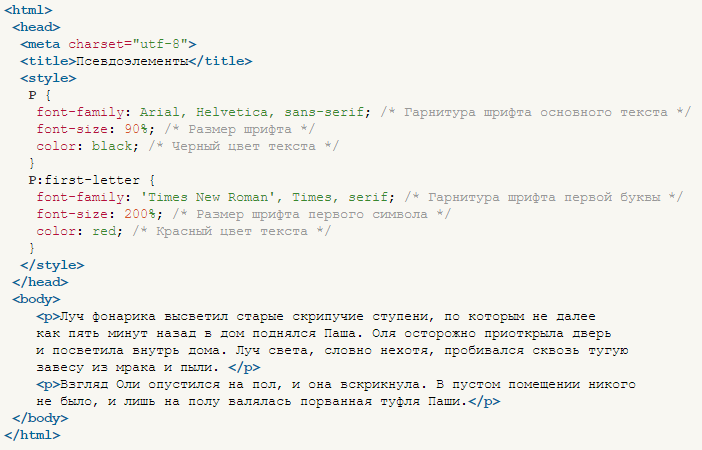 <html>
<head>
<meta charset="utf-8">
<title>Псевдоэлементы</title>
<style>
P {
font-family: Arial, Helvetica, sans-serif; /* Гарнитура шрифта основного текста */
font-size: 90%; /* Размер шрифта */
color: black; /* Черный цвет текста */
}
P:first-letter {
font-family: 'Times New Roman', Times, serif; /* Гарнитура шрифта первой буквы */
font-size: 200%; /* Размер шрифта первого символа */
color: red; /* Красный цвет текста */
}
</style>
</head>
<body>
<p>Луч фонарика высветил старые скрипучие ступени, по которым не далее
как пять минут назад в дом поднялся Паша. Оля осторожно приоткрыла дверь
и посветила внутрь дома. Луч света, словно нехотя, пробивался сквозь тугую
завесу из мрака и пыли. </p>
<p>Взгляд Оли опустился на пол, и она вскрикнула. В пустом помещении никого
не было, и лишь на полу валялась порванная туфля Паши.</p>
</body>
</html>